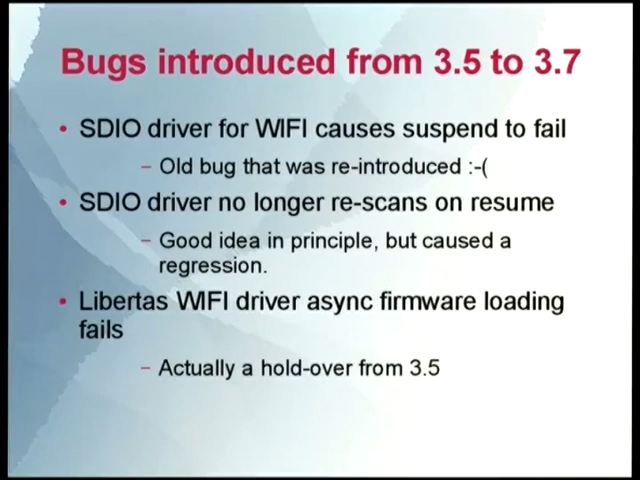 Bugs introduced from 3.5 to 3.7
• SDIO driver for WIFI causes suspend to fail
– Old bug that was re-introduced :-(
• SDIO driver no longer re-scans on resume
– Good idea in principle, but caused a
regression.
• Libertas WIFI driver async firmware loading
fails
– Actually a hold-over from 3.5